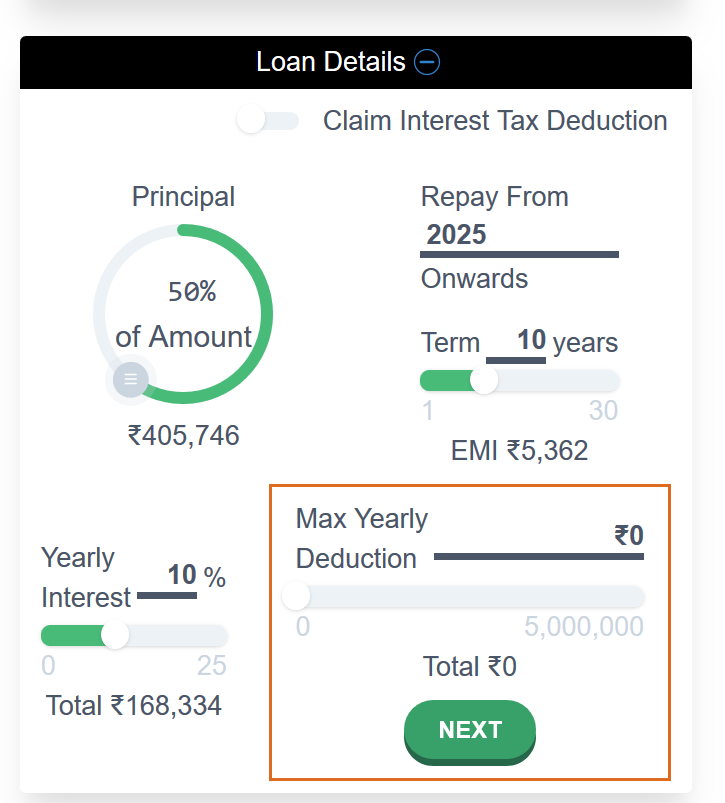 Loan Details
Claim Interest Tax Deduction
Principal
50%
of Amount
₹405,746
Repay From
2025
Onwards
Term 10 years
1 30
EMI ₹5,362
Yearly
Interest 10 %
0 25
Total ₹168,334
Max Yearly
Deduction ₹0
0 5,000,000
Total ₹0
NEXT